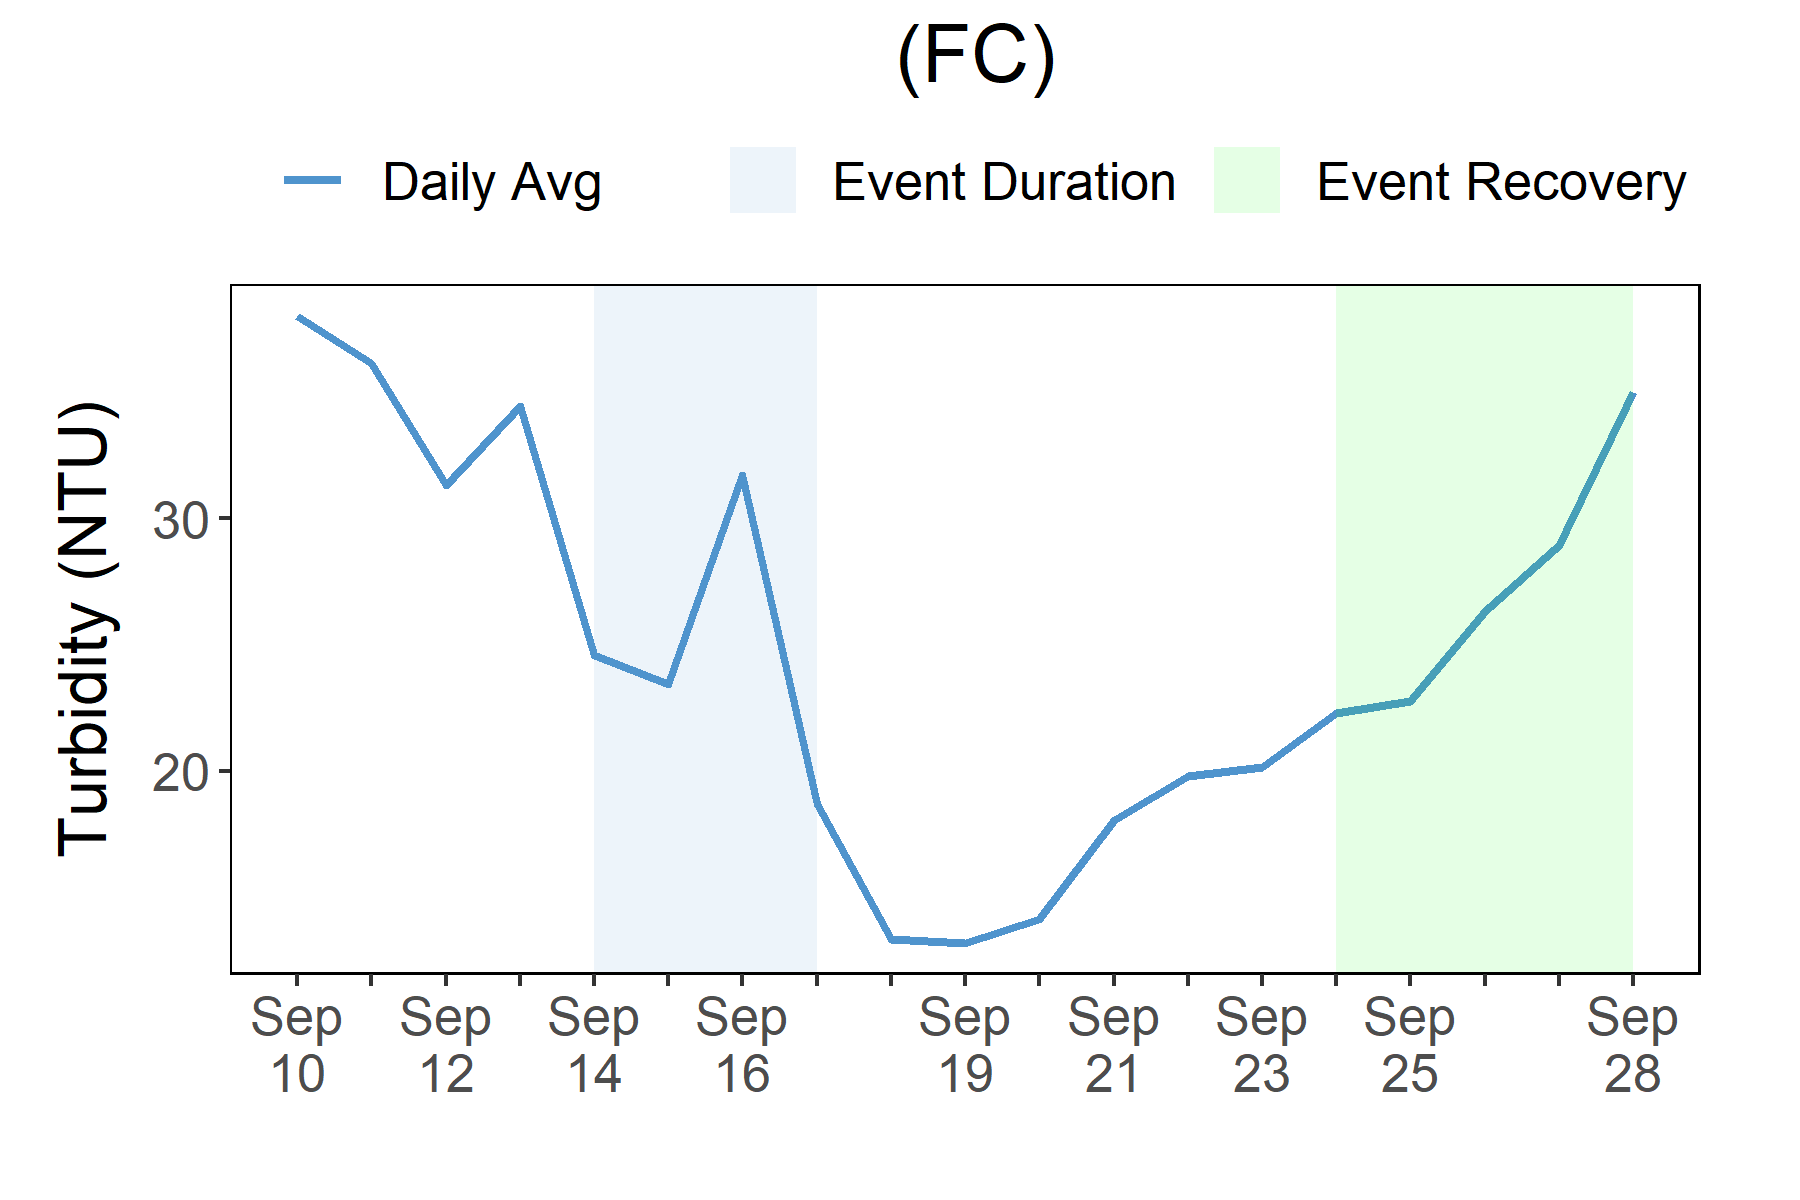 (FC)
Daily Avg Event Duration Event Recovery
Turbidity (NTU)
30
20
Sep Sep Sep Sep Sep Sep Sep Sep Sep
10 12 14 16 19 21 23 25 28